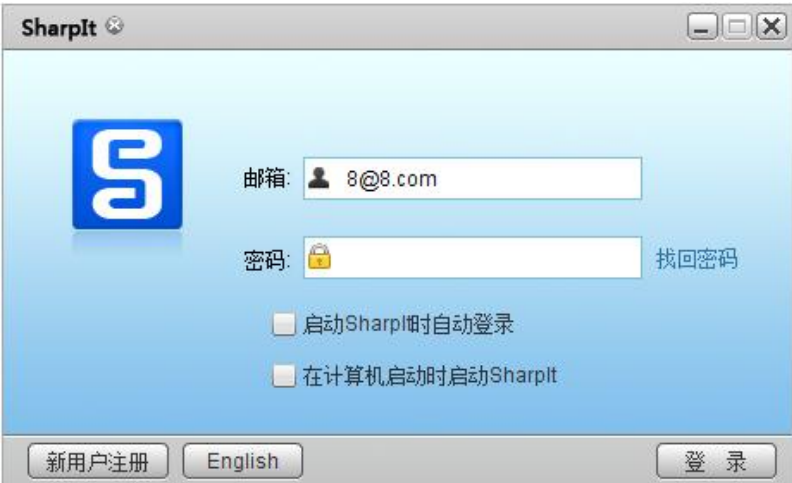 SharpIt
邮箱: 8@8.com
密码: 找回密码
启动SharpIt时自动登录
在计算机启动时启动SharpIt
新用户注册 English 登 录